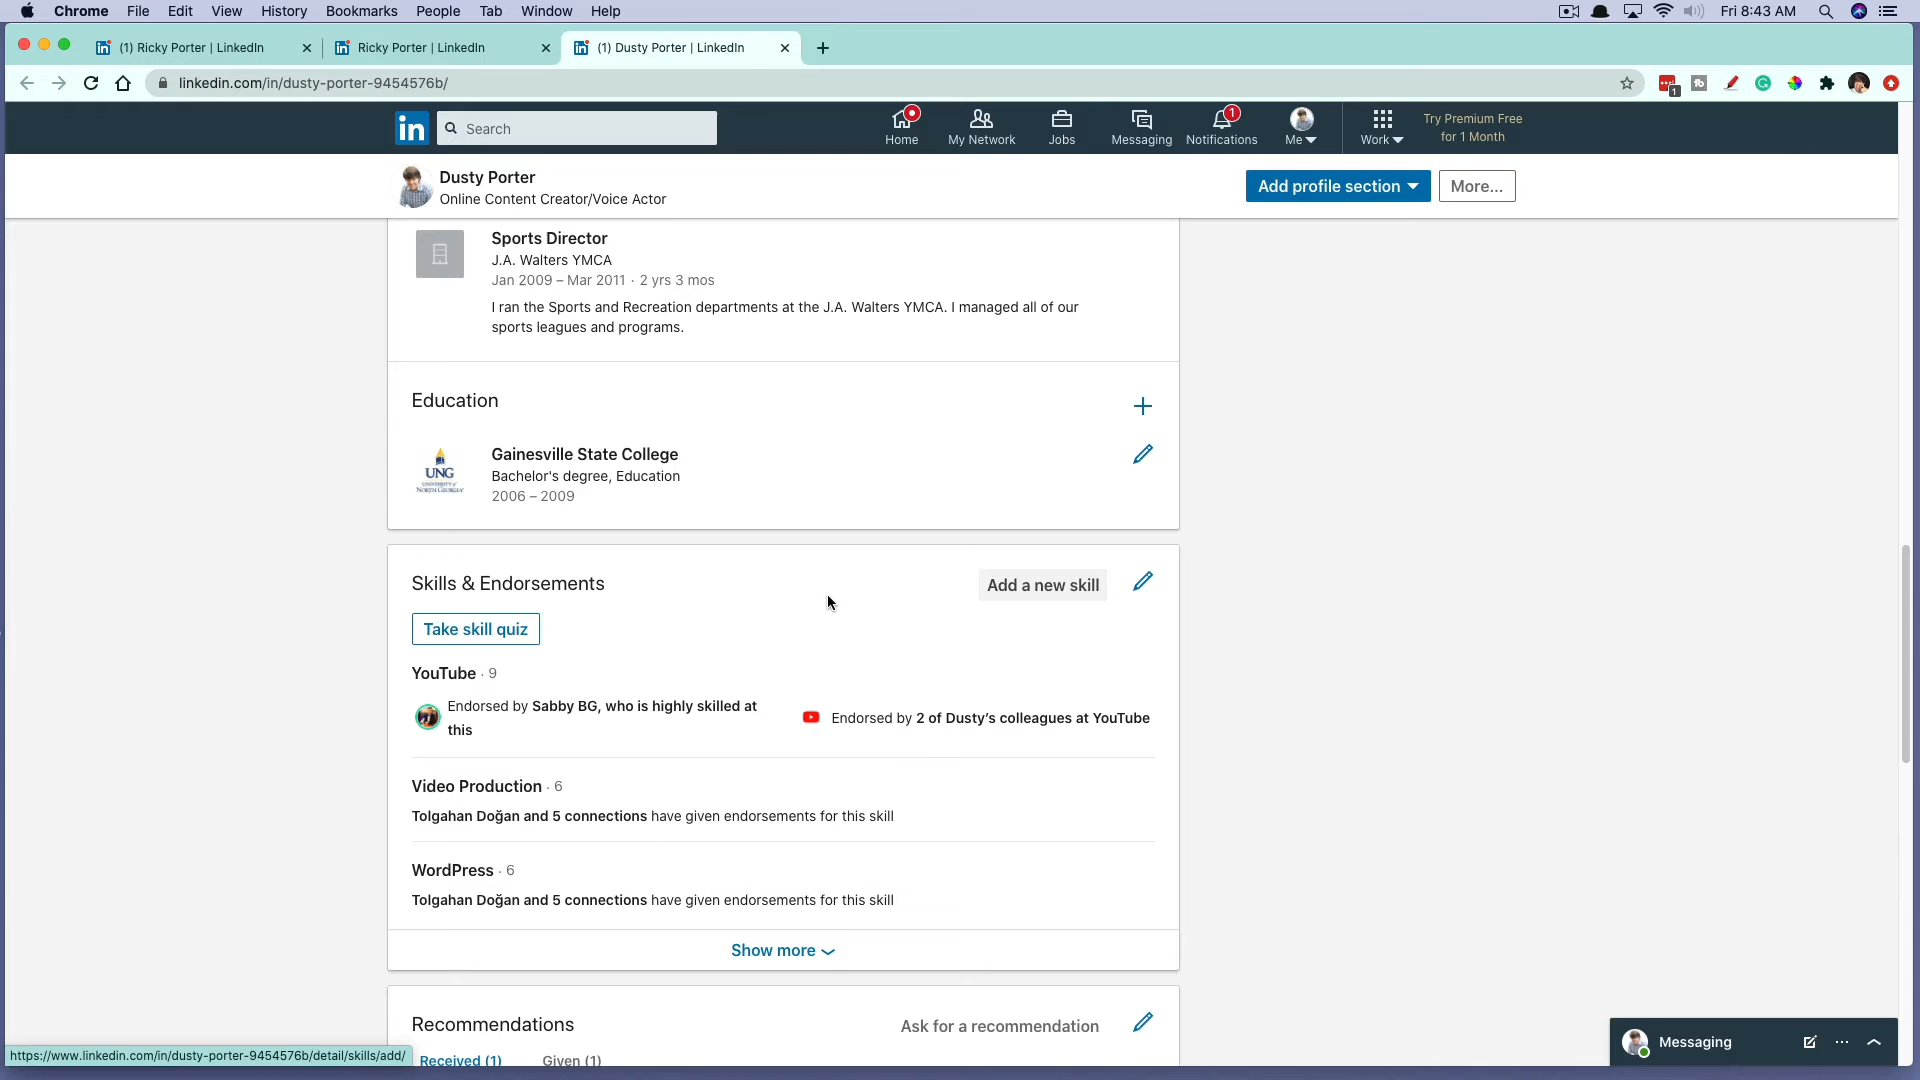 Chrome File Edit View History Bookmarks People Tab Window Help Fri 8:43 AM
(1) Ricky Porter | LinkedIn
Ricky Porter | LinkedIn
(1) Dusty Porter | LinkedIn
linkedin.com/in/dusty-porter-9454576b/
1
in
Search
Home
My Network
Jobs
Messaging
1
Notifications
Me
Work
Try Premium Free
for 1 Month
Dusty Porter
Online Content Creator/Voice Actor
Add profile section
More...
Sports Director
J.A. Walters YMCA
Jan 2009 – Mar 2011 · 2 yrs 3 mos
I ran the Sports and Recreation departments at the J.A. Walters YMCA. I managed all of our
sports leagues and programs.
Education
UNG
UNIVERSITY of
NORTH GEORGIA
Gainesville State College
Bachelor's degree, Education
2006 – 2009
Skills & Endorsements
Add a new skill
Take skill quiz
YouTube · 9
Endorsed by Sabby BG, who is highly skilled at
this
Endorsed by 2 of Dusty’s colleagues at YouTube
Video Production · 6
Tolgahan Doğan and 5 connections have given endorsements for this skill
WordPress · 6
Tolgahan Doğan and 5 connections have given endorsements for this skill
Show more
Recommendations
Ask for a recommendation
Received (1)
Given (1)
Messaging
https://www.linkedin.com/in/dusty-porter-9454576b/detail/skills/add/